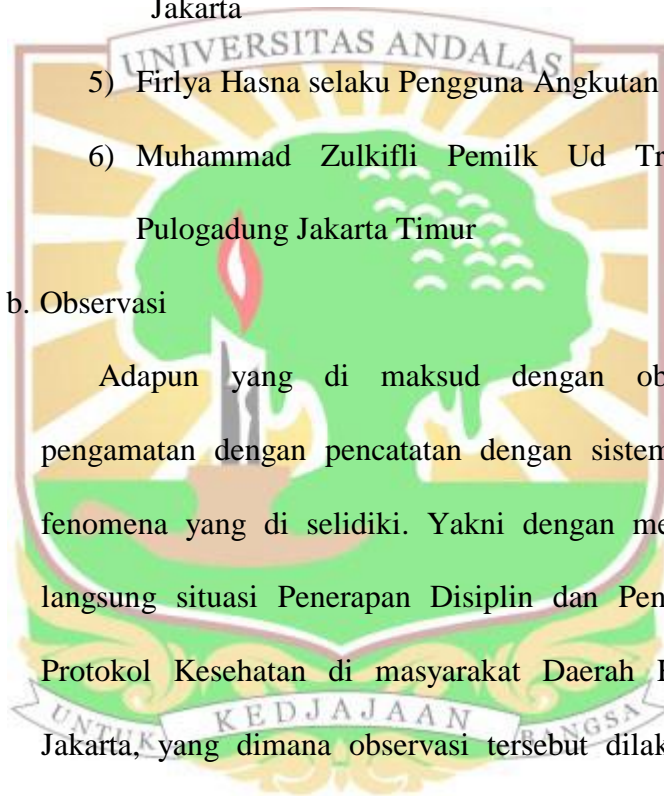 Jakarta
UNIVERSITAS ANDALAS
5) Firlya Hasna selaku Pengguna Angkutan
6) Muhammad Zulkifli Pemilk Ud Tr
Pulogadung Jakarta Timur
b. Observasi
Adapun yang di maksud dengan ob
pengamatan dengan pencatatan dengan sistem
fenomena yang di selidiki. Yakni dengan me
langsung situasi Penerapan Disiplin dan Pen
Protokol Kesehatan di masyarakat Daerah
UNTUK KEDJAJAAN BANGSA
Jakarta, yang dimana observasi tersebut dilak